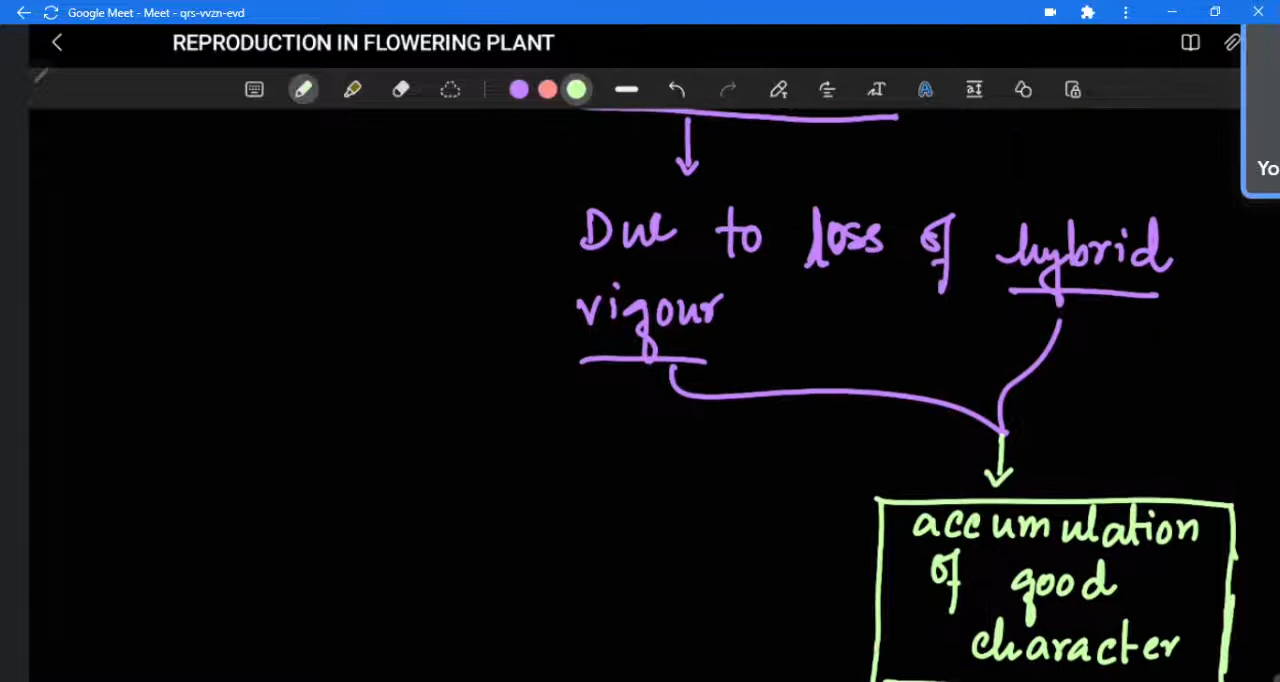 Google Meet - Meet - qrs-vvzn-evd
REPRODUCTION IN FLOWERING PLANT
Yo
Due to loss of hybrid
vigour
accumulation
of good
character